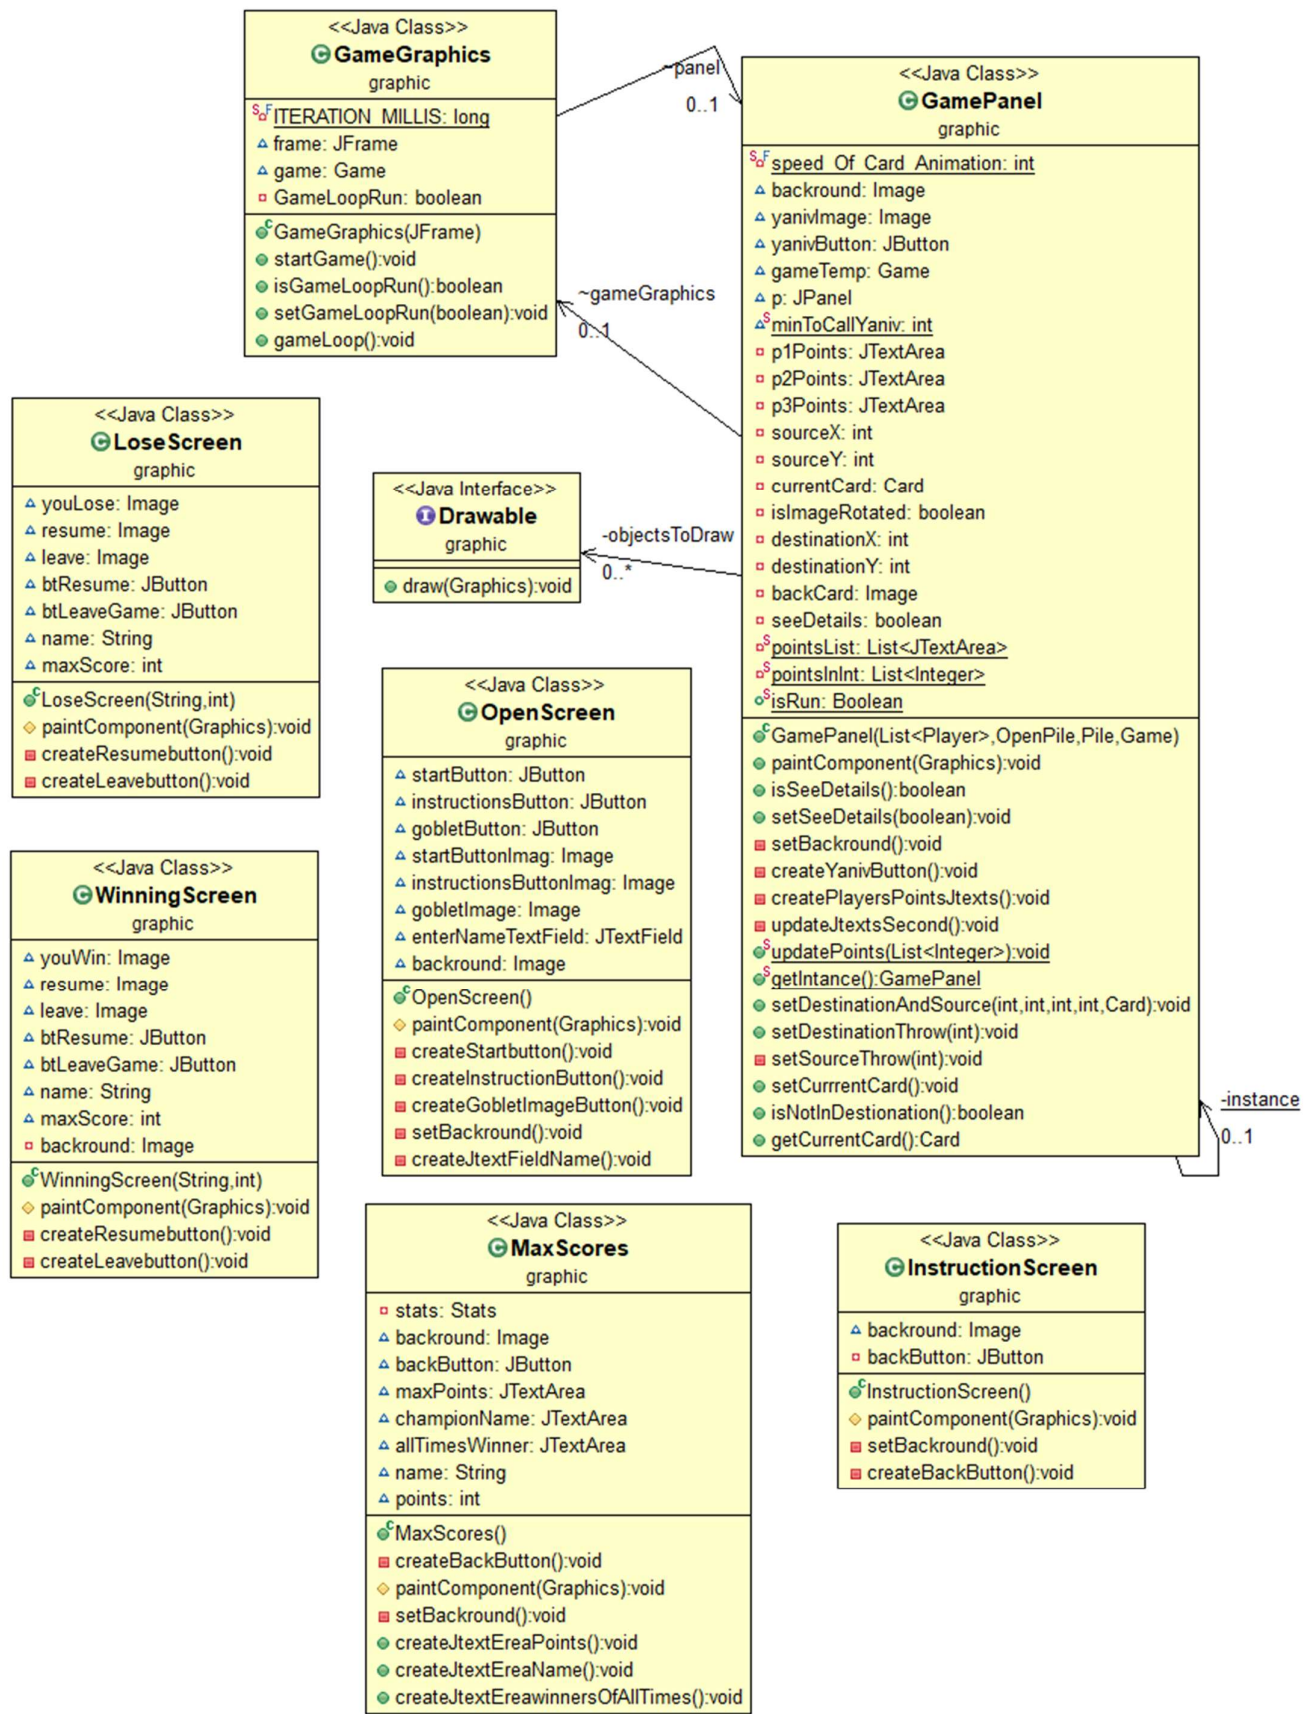 <<Java Class>>
GameGraphics
graphic
ITERATION_MILLIS: long
frame: JFrame
game: Game
GameLoopRun: boolean
GameGraphics(JFrame)
startGame():void
isGameLoopRun():boolean
setGameLoopRun(boolean):void
gameLoop():void
~panel
0..1
~gameGraphics
0..1
<<Java Class>>
GamePanel
graphic
speed_Of_Card_Animation: int
backround: Image
yanivImage: Image
yanivButton: JButton
gameTemp: Game
p: JPanel
minToCallYaniv: int
p1Points: JTextArea
p2Points: JTextArea
p3Points: JTextArea
sourceX: int
sourceY: int
currentCard: Card
isImageRotated: boolean
destinationX: int
destinationY: int
backCard: Image
seeDetails: boolean
pointsList: List<JTextArea>
pointsInInt: List<Integer>
isRun: Boolean
GamePanel(List<Player>,OpenPile,Pile,Game)
paintComponent(Graphics):void
isSeeDetails():boolean
setSeeDetails(boolean):void
setBackround():void
createYanivButton():void
createPlayersPointsJtexts():void
updateJtextsSecond():void
updatePoints(List<Integer>):void
getIntance():GamePanel
setDestinationAndSource(int,int,int,int,Card):void
setDestinationThrow(int):void
setSourceThrow(int):void
setCurrrentCard():void
isNotInDestionation():boolean
getCurrentCard():Card
-instance
0..1
<<Java Class>>
LoseScreen
graphic
youLose: Image
resume: Image
leave: Image
btResume: JButton
btLeaveGame: JButton
name: String
maxScore: int
LoseScreen(String,int)
paintComponent(Graphics):void
createResumebutton():void
createLeavebutton():void
<<Java Interface>>
Drawable
graphic
draw(Graphics):void
-objectsToDraw
0..*
<<Java Class>>
OpenScreen
graphic
startButton: JButton
instructionsButton: JButton
gobletButton: JButton
startButtonImag: Image
instructionsButtonImag: Image
gobletImage: Image
enterNameTextField: JTextField
backround: Image
OpenScreen()
paintComponent(Graphics):void
createStartbutton():void
createInstructionButton():void
createGobletImageButton():void
setBackround():void
createJtextFieldName():void
<<Java Class>>
WinningScreen
graphic
youWin: Image
resume: Image
leave: Image
btResume: JButton
btLeaveGame: JButton
name: String
maxScore: int
backround: Image
WinningScreen(String,int)
paintComponent(Graphics):void
createResumebutton():void
createLeavebutton():void
<<Java Class>>
MaxScores
graphic
stats: Stats
backround: Image
backButton: JButton
maxPoints: JTextArea
championName: JTextArea
allTimesWinner: JTextArea
name: String
points: int
MaxScores()
createBackButton():void
paintComponent(Graphics):void
setBackround():void
createJtextEreaPoints():void
createJtextEreaName():void
createJtextEreawinnersOfAllTimes():void
<<Java Class>>
InstructionScreen
graphic
backround: Image
backButton: JButton
InstructionScreen()
paintComponent(Graphics):void
setBackround():void
createBackButton():void